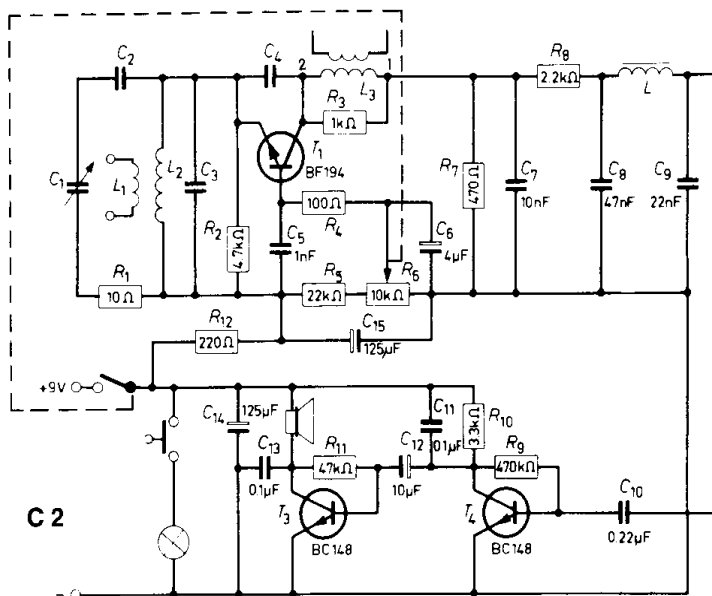 C2
C4
2
1
R8
2.2kΩ
L3
L
R3
1kΩ
C1
L1
L2
C3
T1
BF194
R7
470Ω
C7
10nF
C8
47nF
C9
22nF
100Ω
R4
R2
4.7kΩ
C5
1nF
C6
4µF
R1
10Ω
R5
22kΩ
R6
10kΩ
R12
220Ω
C15
125µF
+9V
C14
125µF
C11
0.1µF
R10
3.3kΩ
C13
0.1µF
R11
47kΩ
C12
10µF
R9
470kΩ
C10
0.22µF
T3
BC148
T4
BC148
C 2